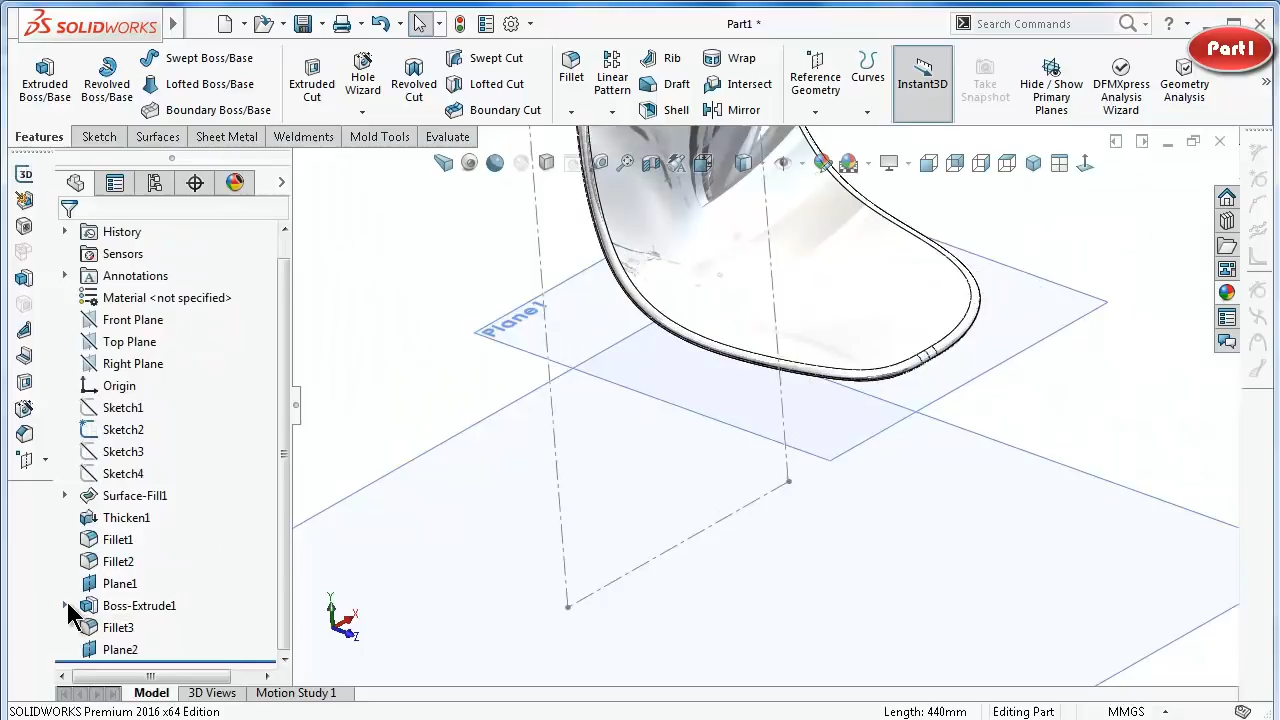 SOLIDWORKS
Part1 *
Search Commands
Part1
Extruded Boss/Base
Revolved Boss/Base
Swept Boss/Base
Lofted Boss/Base
Boundary Boss/Base
Extruded Cut
Hole Wizard
Revolved Cut
Swept Cut
Lofted Cut
Boundary Cut
Fillet
Linear Pattern
Rib
Draft
Shell
Wrap
Intersect
Mirror
Reference Geometry
Curves
Instant3D
Take Snapshot
Hide / Show Primary Planes
DFMXpress Analysis Wizard
Geometry Analysis
Features
Sketch
Surfaces
Sheet Metal
Weldments
Mold Tools
Evaluate
3D
History
Sensors
Annotations
Material <not specified>
Front Plane
Top Plane
Right Plane
Origin
Sketch1
Sketch2
Sketch3
Sketch4
Surface-Fill1
Thicken1
Fillet1
Fillet2
Plane1
Boss-Extrude1
Fillet3
Plane2
Plane1
Y
X
Z
Model
3D Views
Motion Study 1
SOLIDWORKS Premium 2016 x64 Edition
Length: 440mm
Editing Part
MMGS